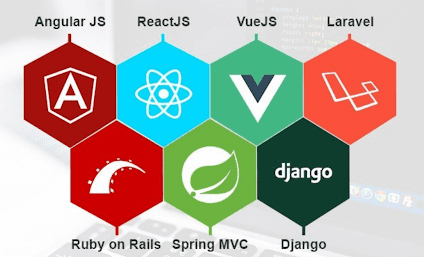 Angular JS
ReactJS
VueJS
Laravel
A
django
Ruby on Rails
Spring MVC
Django